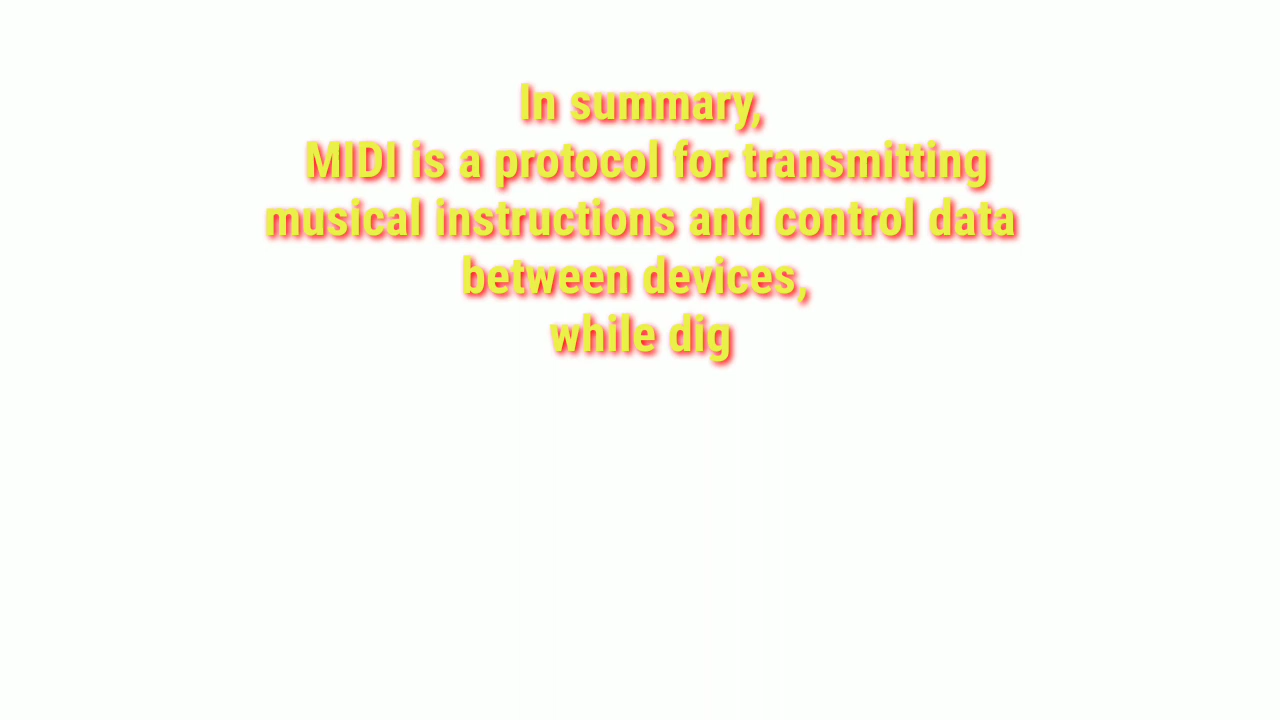 In summary,
MIDI is a protocol for transmitting
musical instructions and control data
between devices,
while dig